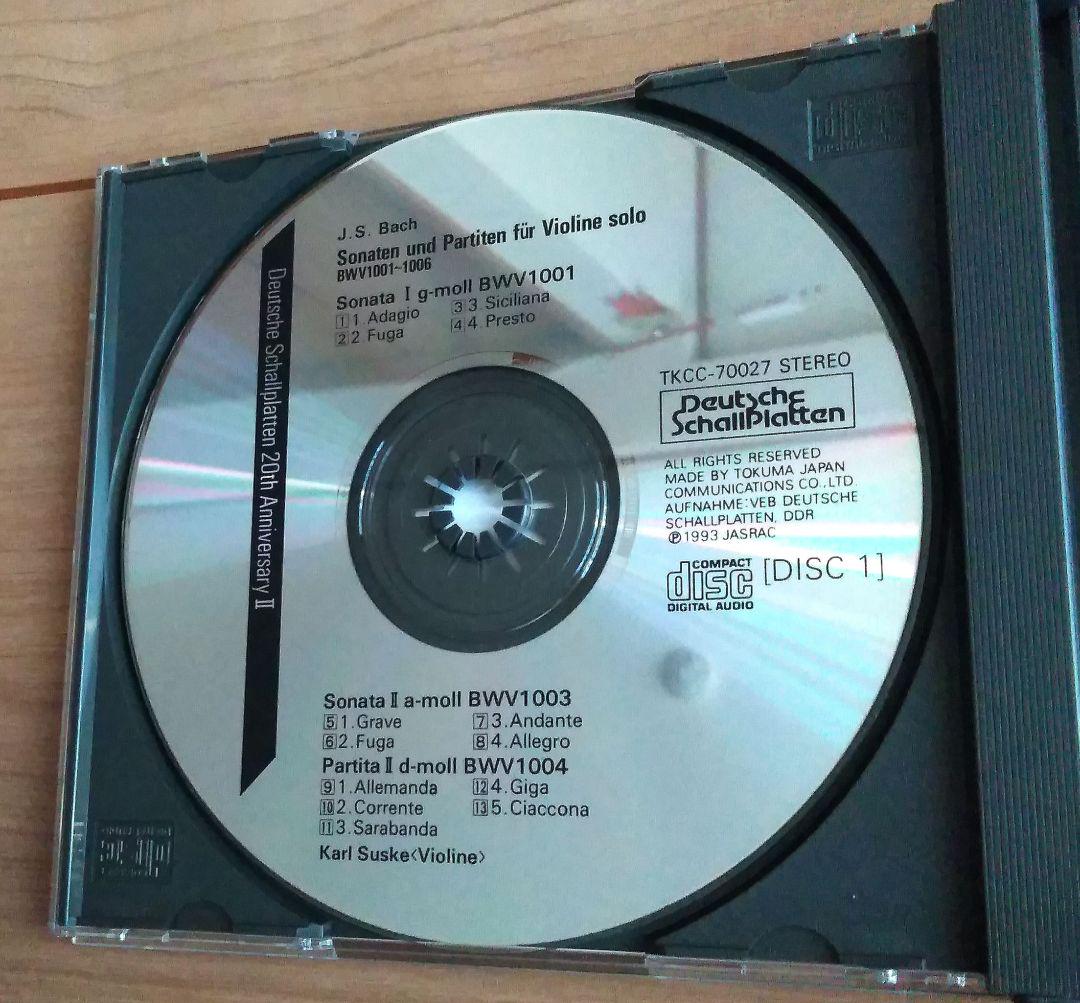 J.S. Bach
Sonaten und Partiten für Violine solo
BWV1001~1006
Sonata Ⅰ g-moll BWV1001
1 1. Adagio
2 2. Fuga
3 3. Siciliana
4 4. Presto
Deutsche Schallplatten 20th Anniversary Ⅱ
TKCC-70027 STEREO
Deutsche
Schallplatten
ALL RIGHTS RESERVED
MADE BY TOKUMA JAPAN
COMMUNICATIONS CO., LTD.
AUFNAHME:VEB DEUTSCHE
SCHALLPLATTEN, DDR
℗1993 JASRAC
COMPACT
disc
DIGITAL AUDIO
[DISC 1]
Sonata Ⅱ a-moll BWV1003
5 1. Grave
6 2. Fuga
7 3. Andante
8 4. Allegro
Partita Ⅱ d-moll BWV1004
9 1. Allemanda
10 2. Corrente
11 3. Sarabanda
12 4. Giga
13 5. Ciaccona
Karl Suske〈Violine〉